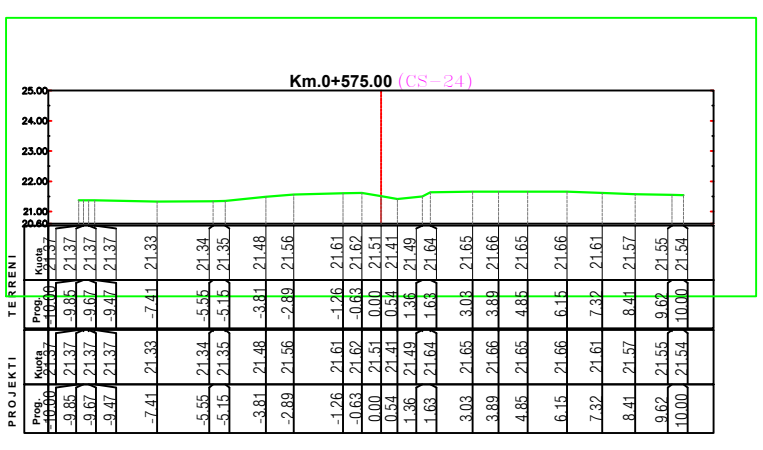 Km.0+575.00 (CS-24)
25.00
24.00
23.00
22.00
21.00
20.60
TERRENI
Kuota 21.37 21.37 21.37 21.37 21.33 21.34 21.35 21.48 21.56 21.61 21.62 21.51 21.41 21.49 21.64 21.65 21.66 21.65 21.66 21.61 21.57 21.55 21.54
Prog. -10.00 -9.85 -9.67 -9.47 -7.41 -5.55 -5.15 -3.81 -2.89 -1.26 -0.63 0.00 0.54 1.36 1.63 3.03 3.89 4.85 6.15 7.32 8.41 9.62 10.00
PROJEKTI
Kuota 21.37 21.37 21.37 21.37 21.33 21.34 21.35 21.48 21.56 21.61 21.62 21.51 21.41 21.49 21.64 21.65 21.66 21.65 21.66 21.61 21.57 21.55 21.54
Prog. -10.00 -9.85 -9.67 -9.47 -7.41 -5.55 -5.15 -3.81 -2.89 -1.26 -0.63 0.00 0.54 1.36 1.63 3.03 3.89 4.85 6.15 7.32 8.41 9.62 10.00